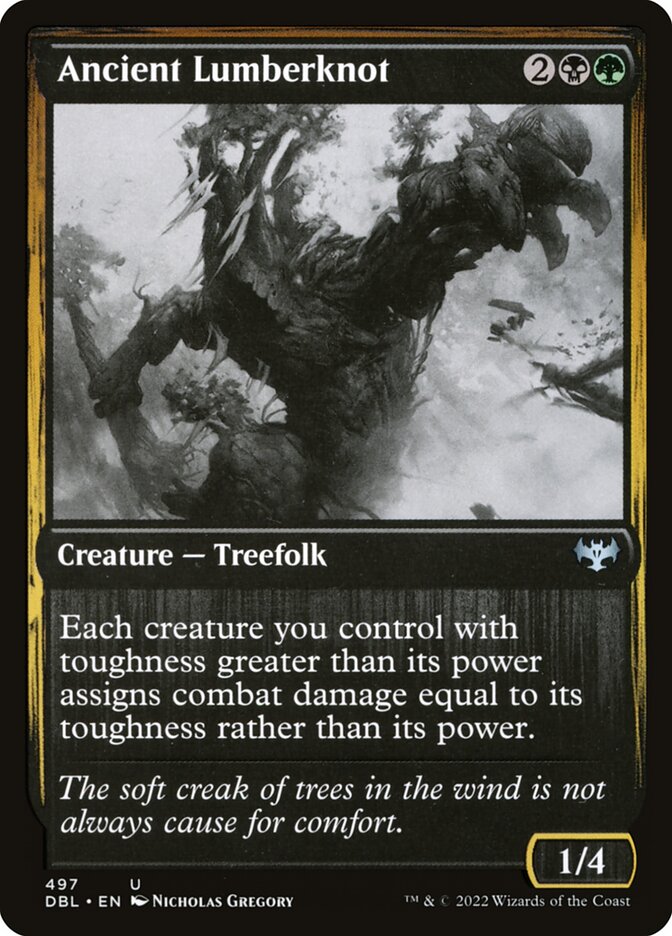 Ancient Lumberknot 2
Creature — Treefolk
Each creature you control with
toughness greater than its power
assigns combat damage equal to its
toughness rather than its power.
The soft creak of trees in the wind is not
always cause for comfort.
1/4
497 U
DBL • EN Nicholas Gregory ™ & © 2022 Wizards of the Coast